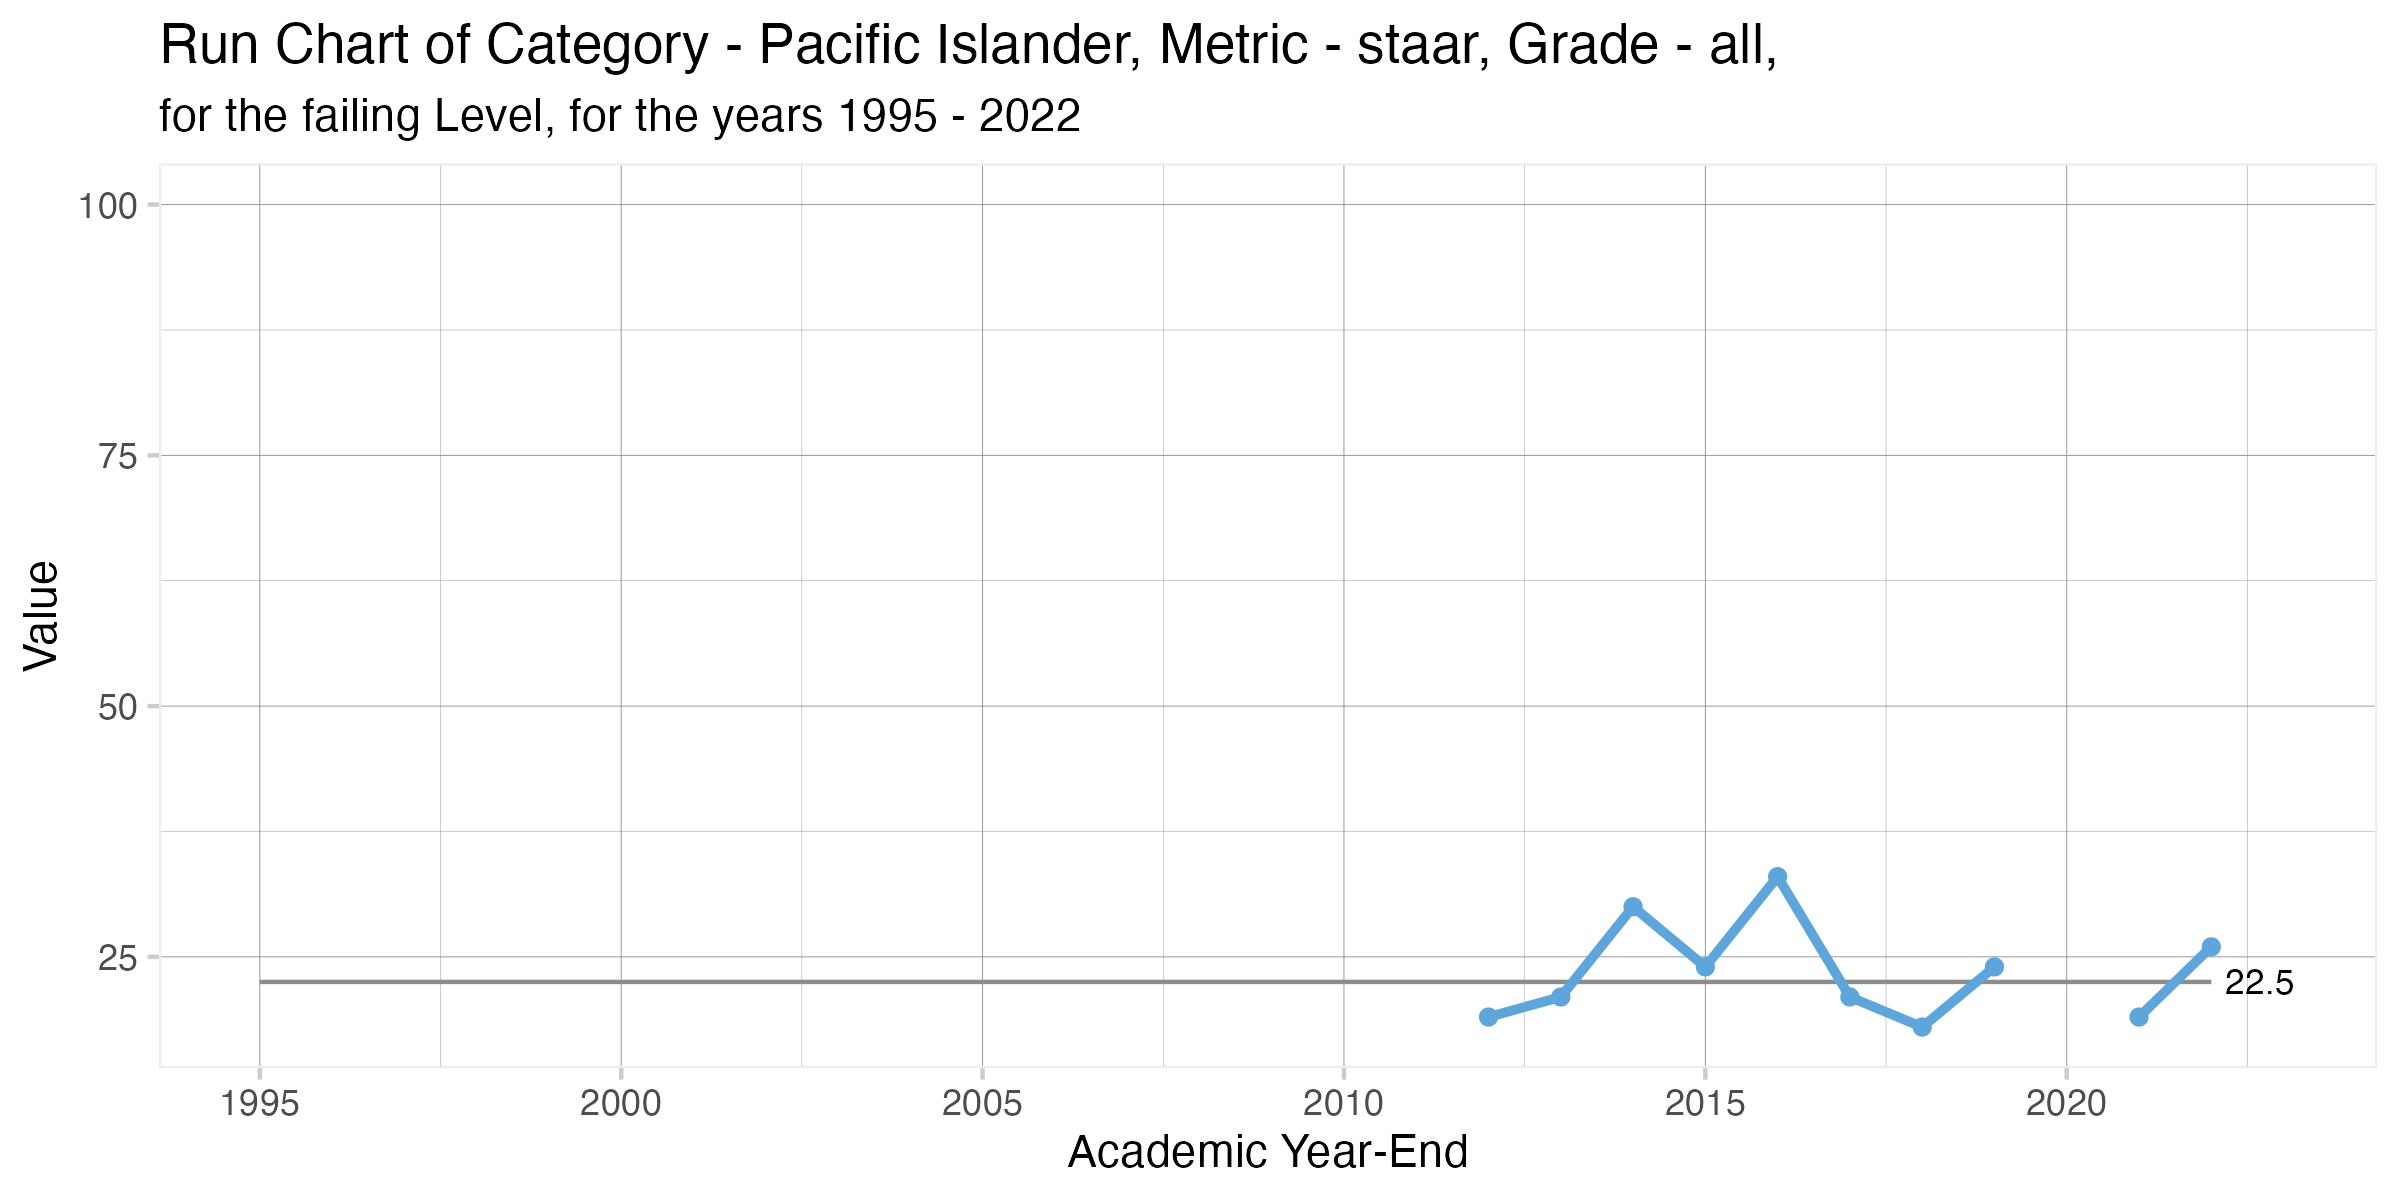 Run Chart of Category - Pacific Islander, Metric - staar, Grade - all,
for the failing Level, for the years 1995 - 2022
100
75
50
25
Value
22.5
1995 2000 2005 2010 2015 2020
Academic Year-End